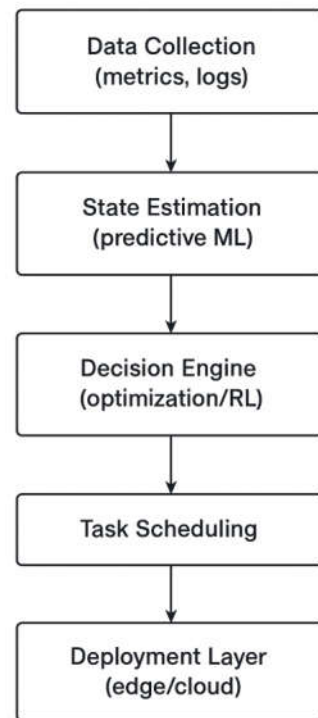 Data Collection
(metrics, logs)
State Estimation
(predictive ML)
Decision Engine
(optimization/RL)
Task Scheduling
Deployment Layer
(edge/cloud)